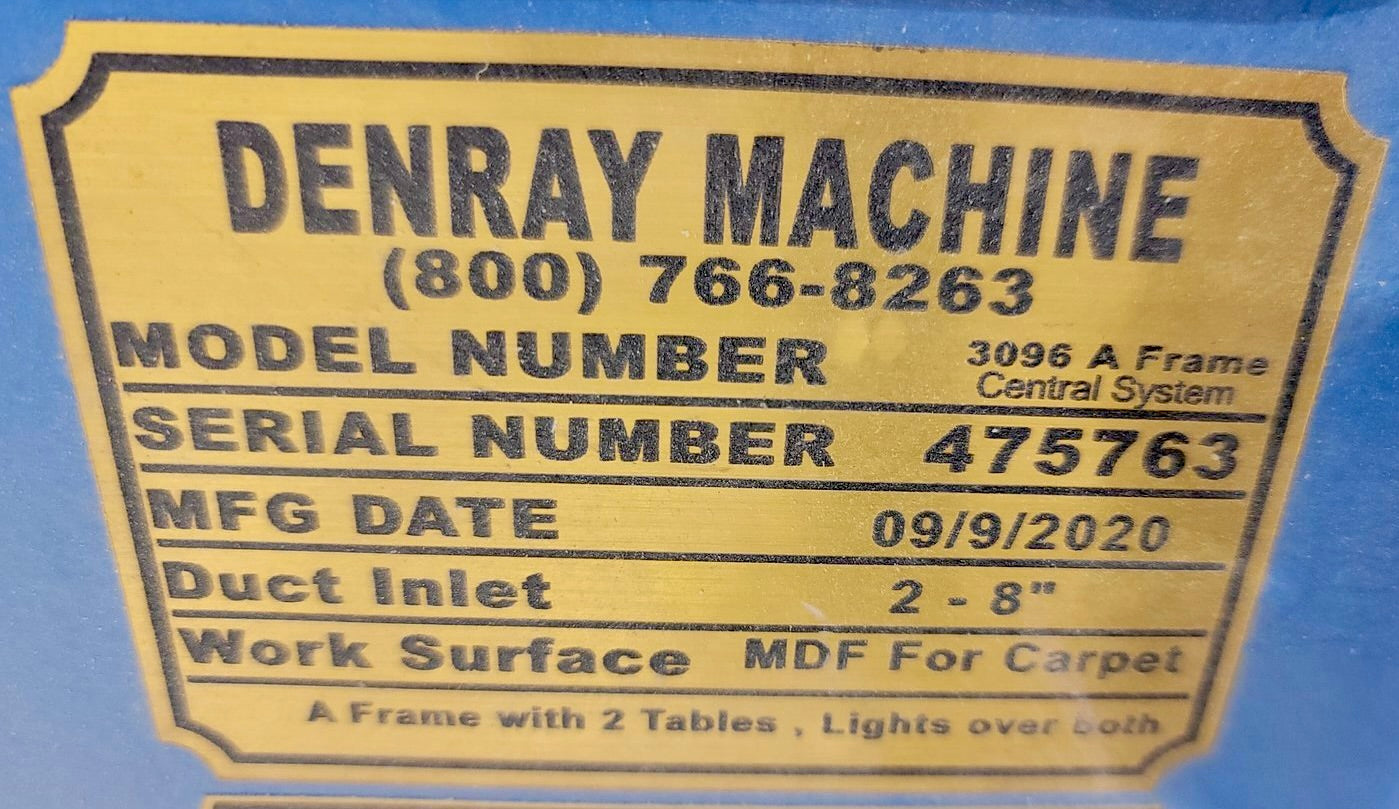 DENRAY MACHINE
(800) 766-8263
MODEL NUMBER 3096 A Frame
Central System
SERIAL NUMBER 475763
MFG DATE 09/9/2020
Duct Inlet 2 - 8"
Work Surface MDF For Carpet
A Frame with 2 Tables , Lights over both